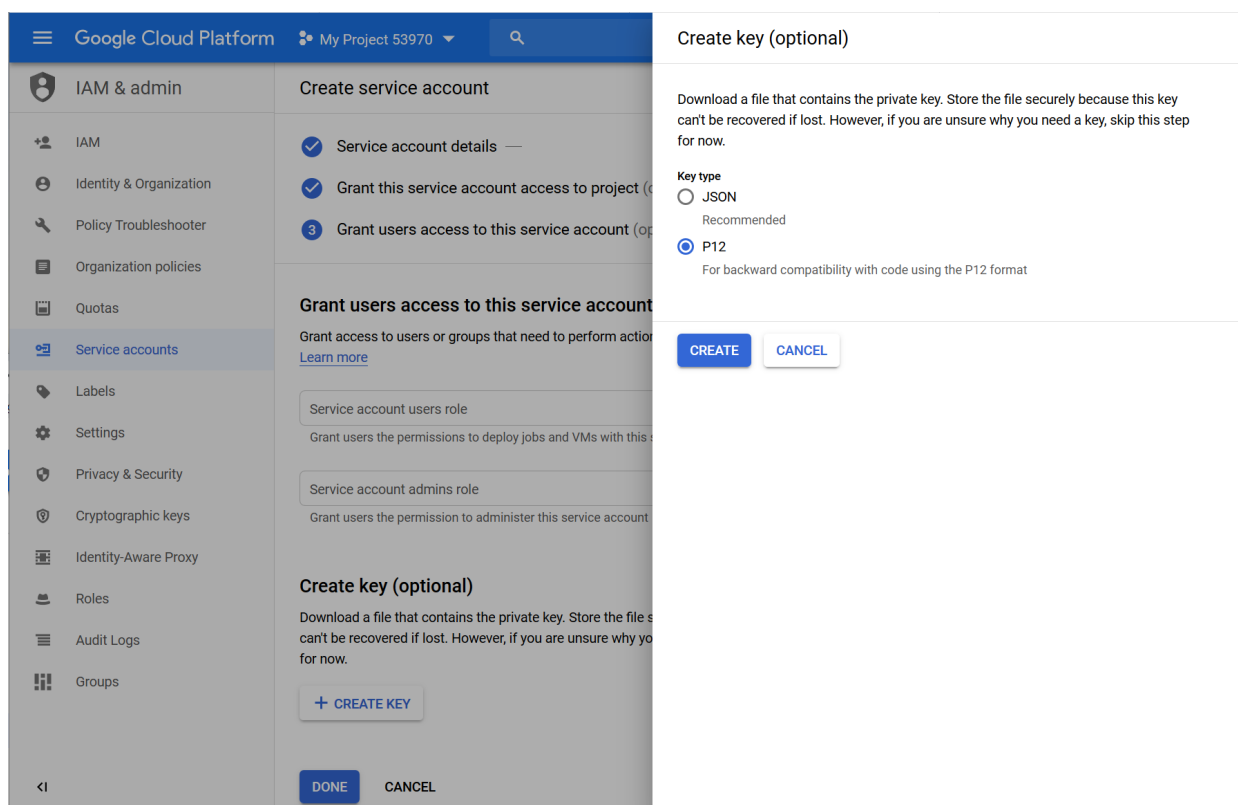 Google Cloud Platform
My Project 53970
IAM & admin
IAM
Identity & Organization
Policy Troubleshooter
Organization policies
Quotas
Service accounts
Labels
Settings
Privacy & Security
Cryptographic keys
Identity-Aware Proxy
Roles
Audit Logs
Groups
Create service account
Service account details —
Grant this service account access to project
3 Grant users access to this service account
Grant users access to this service account
Grant access to users or groups that need to perform
Learn more
Service account users role
Grant users the permissions to deploy jobs and VMs with this
Service account admins role
Grant users the permission to administer this service account
Create key (optional)
Download a file that contains the private key. Store the file
can't be recovered if lost. However, if you are unsure why
for now.
+ CREATE KEY
DONE
CANCEL
Create key (optional)
Download a file that contains the private key. Store the file securely because this key
can't be recovered if lost. However, if you are unsure why you need a key, skip this step
for now.
Key type
JSON
Recommended
P12
For backward compatibility with code using the P12 format
CREATE
CANCEL